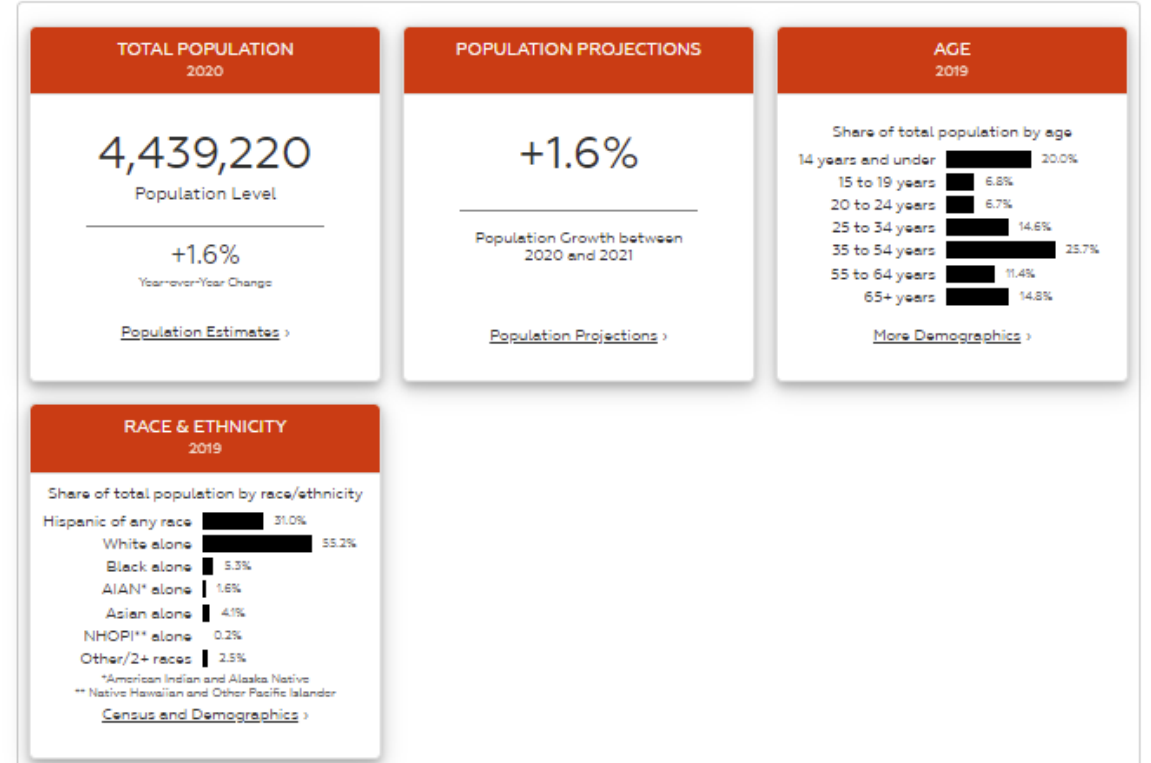 TOTAL POPULATION
2020
4,439,220
Population Level
+1.6%
Year-over-Year Change
Population Estimates ›
POPULATION PROJECTIONS
+1.6%
Population Growth between
2020 and 2021
Population Projections ›
AGE
2019
Share of total population by age
14 years and under 20.0%
15 to 19 years 6.8%
20 to 24 years 6.7%
25 to 34 years 14.6%
35 to 54 years 25.7%
55 to 64 years 11.4%
65+ years 14.8%
More Demographics ›
RACE & ETHNICITY
2019
Share of total population by race/ethnicity
Hispanic of any race 31.0%
White alone 55.2%
Black alone 5.3%
AIAN* alone 1.6%
Asian alone 4.1%
NHOPI** alone 0.2%
Other/2+ races 2.5%
*American Indian and Alaska Native
** Native Hawaiian and Other Pacific Islander
Census and Demographics ›